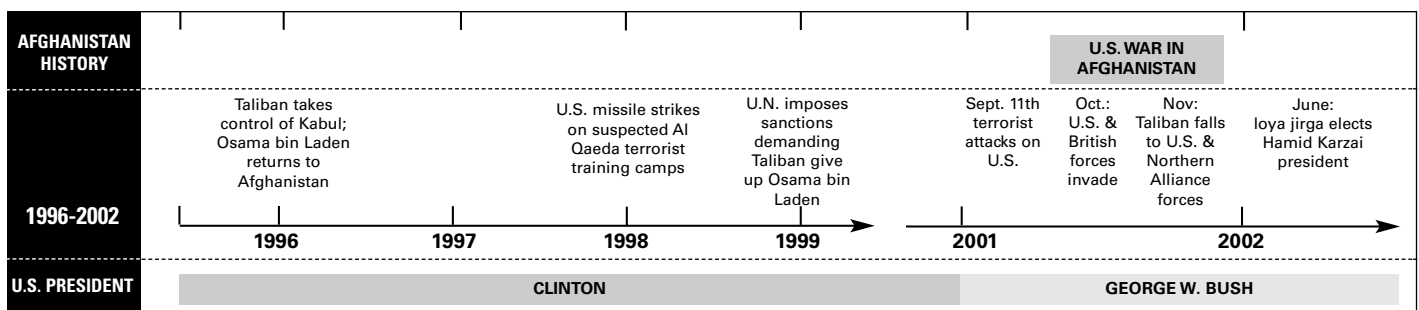 AFGHANISTAN
HISTORY
U.S. WAR IN
AFGHANISTAN
1996-2002
Taliban takes
control of Kabul;
Osama bin Laden
returns to
Afghanistan
U.S. missile strikes
on suspected Al
Qaeda terrorist
training camps
U.N. imposes
sanctions
demanding
Taliban give
up Osama bin
Laden
Sept. 11th
terrorist
attacks on
U.S.
Oct.:
U.S. &
British
forces
invade
Nov:
Taliban falls
to U.S. &
Northern
Alliance
forces
June:
loya jirga elects
Hamid Karzai
president
1996
1997
1998
1999
2001
2002
U.S. PRESIDENT
CLINTON
GEORGE W. BUSH